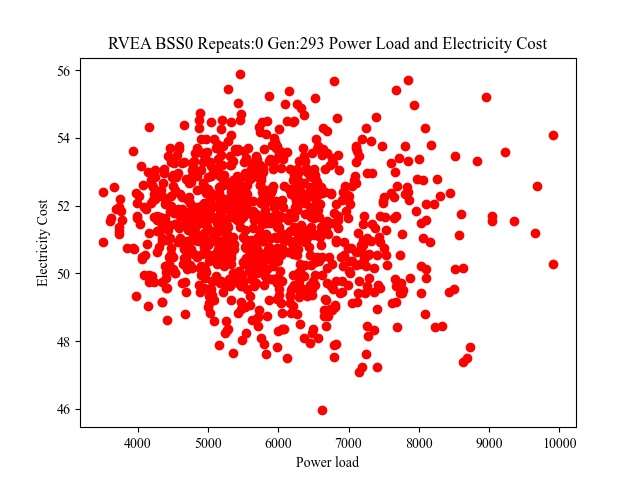 RVEA BSS0 Repeats:0 Gen:293 Power Load and Electricity Cost
56
54
52
50
48
46
Electricity Cost
4000 5000 6000 7000 8000 9000 10000
Power load